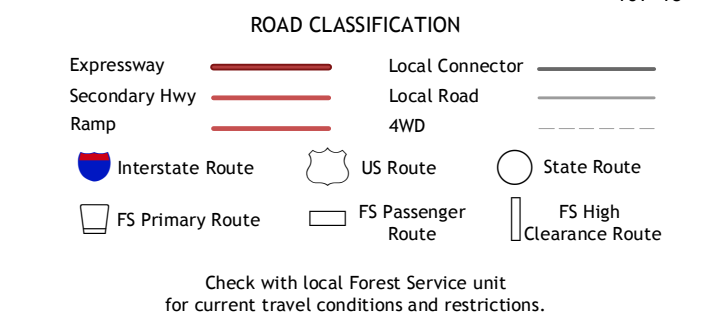 ROAD CLASSIFICATION
Expressway
Local Connector
Secondary Hwy
Local Road
Ramp
4WD
Interstate Route
US Route
State Route
FS Primary Route
FS Passenger
Route
FS High
Clearance Route
Check with local Forest Service unit
for current travel conditions and restrictions.